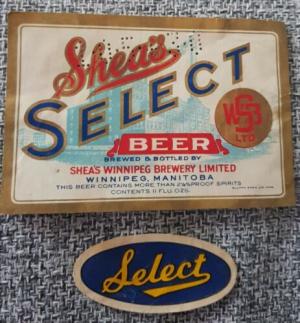 Shea's
SELECT
WSB
LTD.
BEER
BREWED & BOTTLED BY
SHEA'S WINNIPEG BREWERY LIMITED
WINNIPEG, MANITOBA
THIS BEER CONTAINS MORE THAN 2½% PROOF SPIRITS
CONTENTS 11 FLU. OZS.
Select